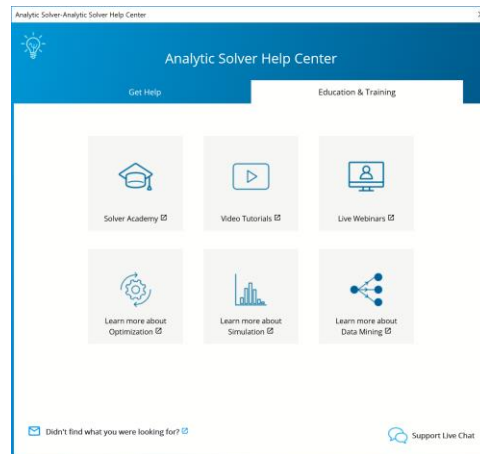 Analytic Solver-Analytic Solver Help Center
Analytic Solver Help Center
Get Help
Education & Training
Solver Academy
Video Tutorials
Live Webinars
Learn more about
Optimization
Learn more about
Simulation
Learn more about
Data Mining
Didn't find what you were looking for?
Support Live Chat